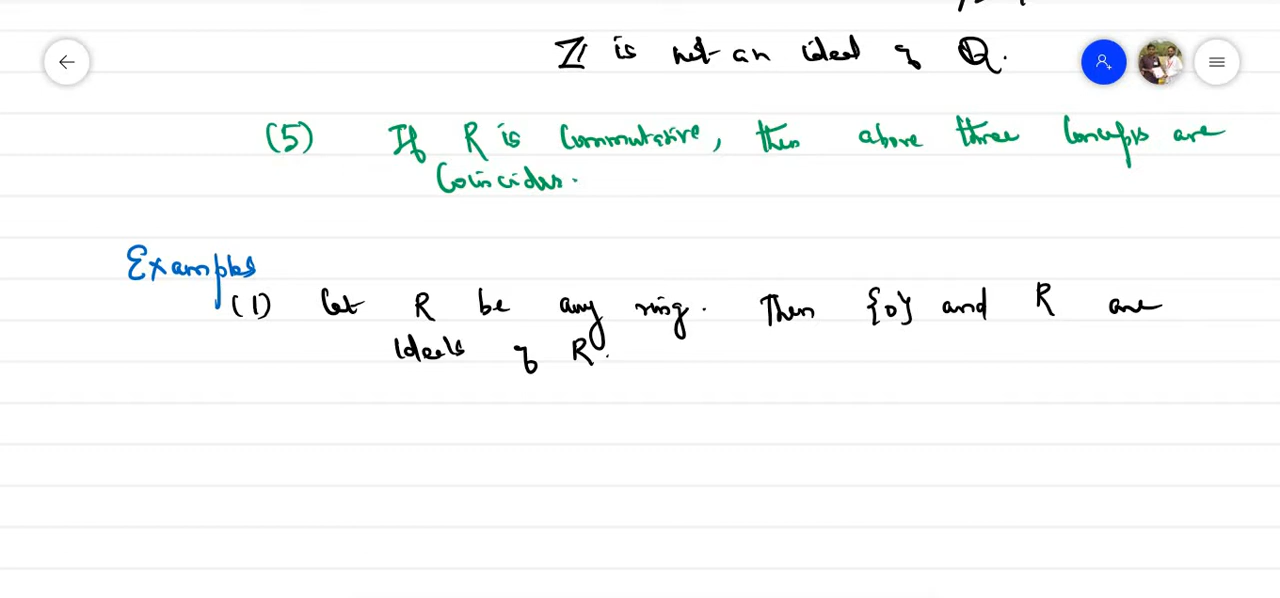 ℤ is not an ideal of ℚ.
(5) If R is Commutative, then above three Concepts are
Coincides.
Examples
(1) Let R be any ring. Then {0} and R are
Ideals of R.